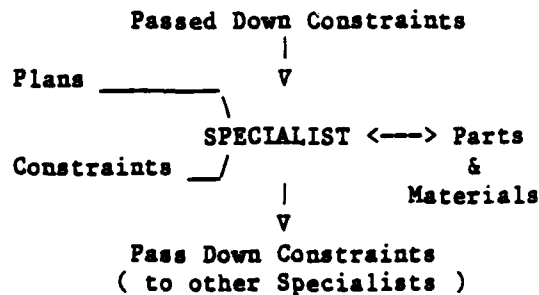 Passed Down Constraints
Plans
SPECIALIST <---> Parts
Constraints &
Materials
Pass Down Constraints
( to other Specialists )